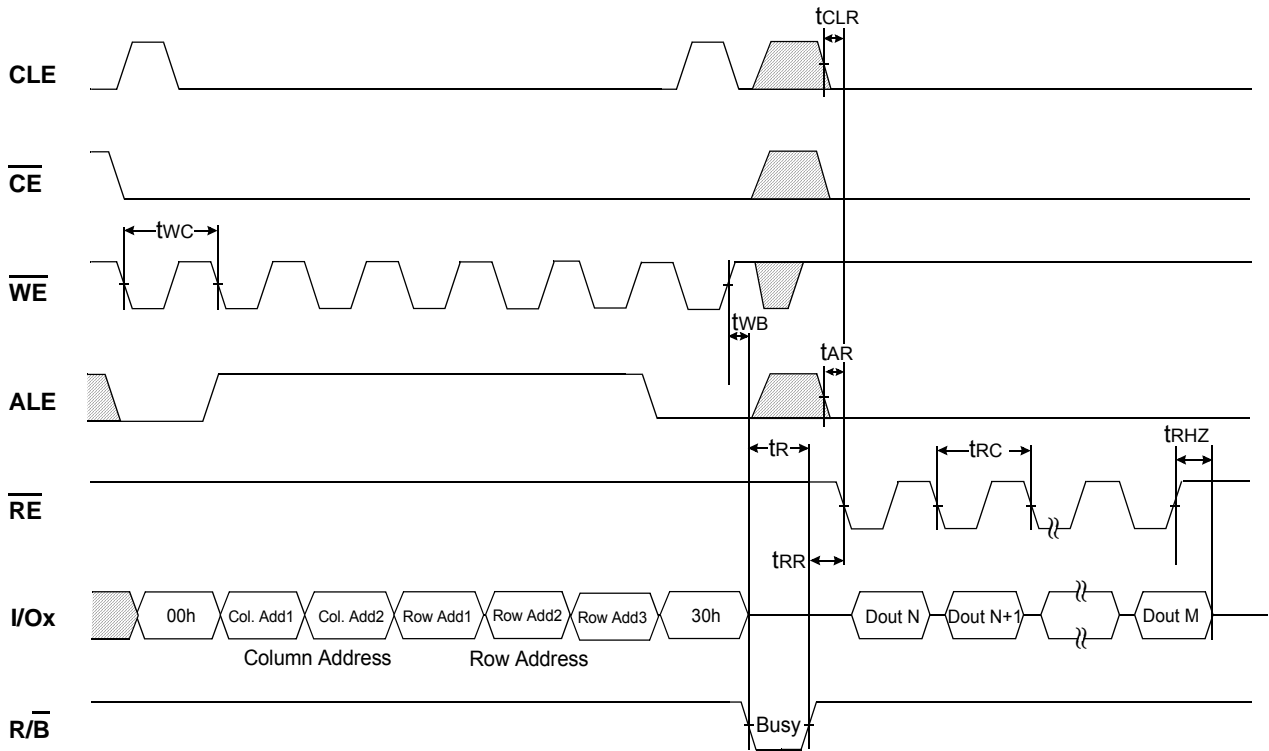 tCLR
CLE
CE
tWC
WE
tWB
tAR
ALE
tR
tRC
tRHZ
RE
tRR
I/Ox
00h
Col. Add1
Col. Add2
Row Add1
Row Add2
Row Add3
30h
Dout N
Dout N+1
Dout M
Column Address
Row Address
R/B
Busy